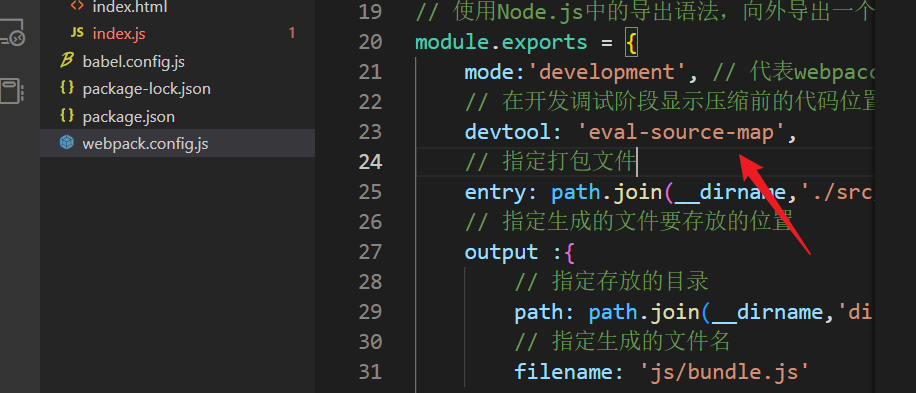 index.html
JS index.js 1
babel.config.js
{} package-lock.json
{} package.json
webpack.config.js
19 // 使用Node.js中的导出语法，向外导出一个
20 module.exports = {
21 mode:'development', // 代表webpac
22 // 在开发调试阶段显示压缩前的代码位置
23 devtool: 'eval-source-map',
24 // 指定打包文件
25 entry: path.join(__dirname,'./src
26 // 指定生成的文件要存放的位置
27 output :{
28 // 指定存放的目录
29 path: path.join(__dirname,'di
30 // 指定生成的文件名
31 filename: 'js/bundle.js'